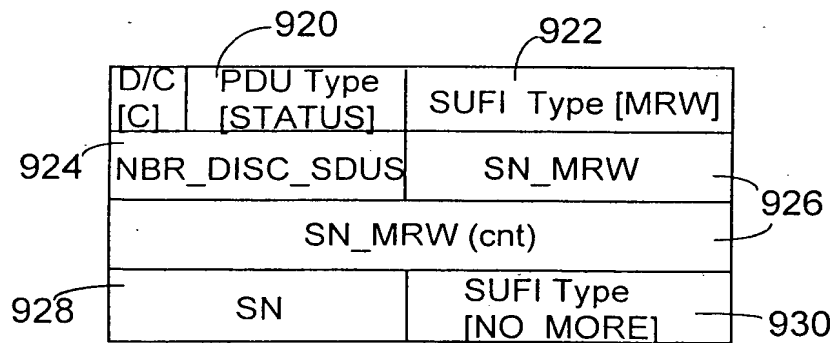 920
922
D/C
[C]
PDU Type
[STATUS]
SUFI Type [MRW]
924
NBR_DISC_SDUS
SN_MRW
926
SN_MRW (cnt)
928
SN
SUFI Type
[NO_MORE]
930